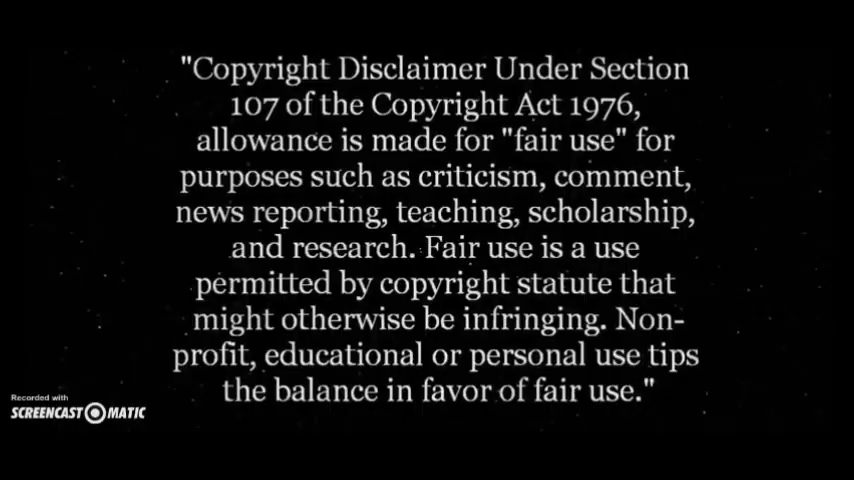 "Copyright Disclaimer Under Section
107 of the Copyright Act 1976,
allowance is made for "fair use" for
purposes such as criticism, comment,
news reporting, teaching, scholarship,
and research. Fair use is a use
permitted by copyright statute that
might otherwise be infringing. Non-
profit, educational or personal use tips
the balance in favor of fair use."
Recorded with
SCREENCAST-O-MATIC